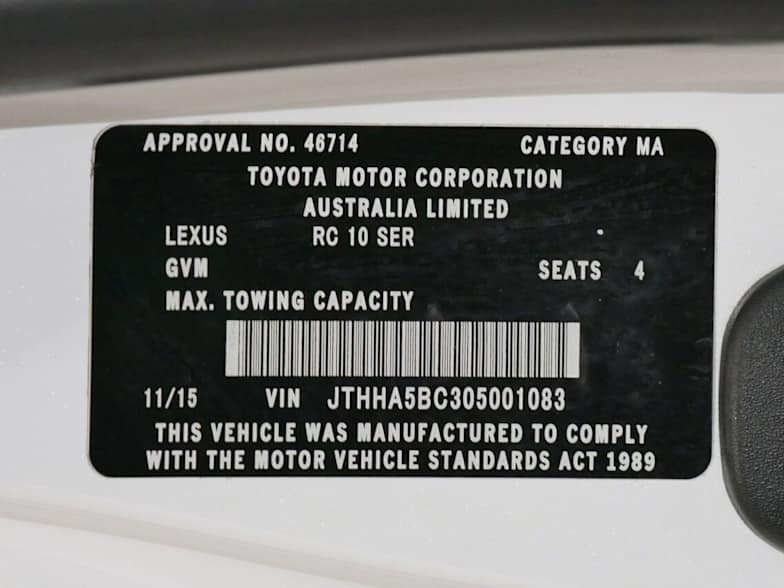 APPROVAL NO. 46714 CATEGORY MA
TOYOTA MOTOR CORPORATION
AUSTRALIA LIMITED
LEXUS RC 10 SER
GVM SEATS 4
MAX. TOWING CAPACITY
11/15 VIN JTHHA5BC305001083
THIS VEHICLE WAS MANUFACTURED TO COMPLY
WITH THE MOTOR VEHICLE STANDARDS ACT 1989